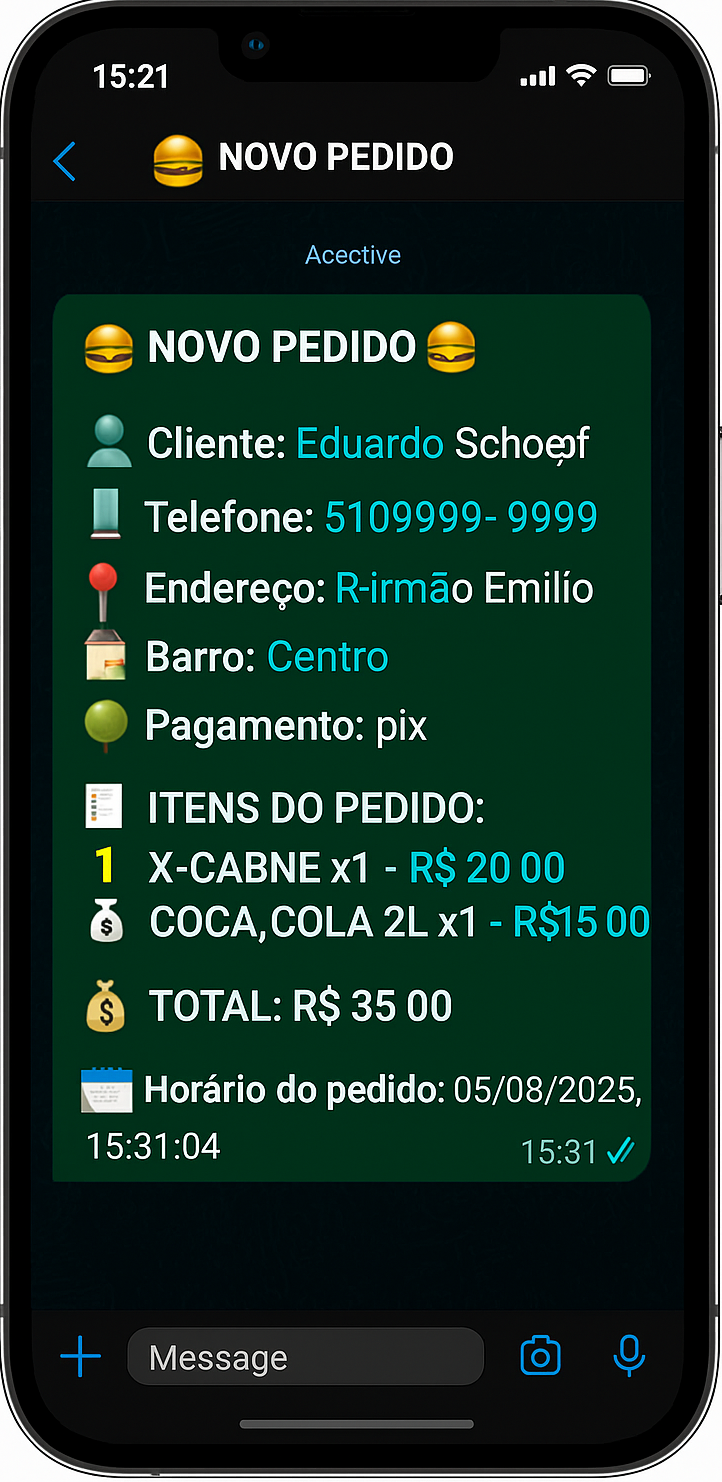 15:21
NOVO PEDIDO
Acective
NOVO PEDIDO
Cliente: Eduardo
Telefone: 5109999- 9999
Endereço: R-irmão Emilío
Barro: Centro
Pagamento: pix
ITENS DO PEDIDO:
1 X-CABNE x1 - R$ 20 00
$ COCA,COLA 2L x1 - R$15 00
$ TOTAL: R$ 35 00
Horário do pedido: 05/08/2025,
15:31:04
15:31
Message